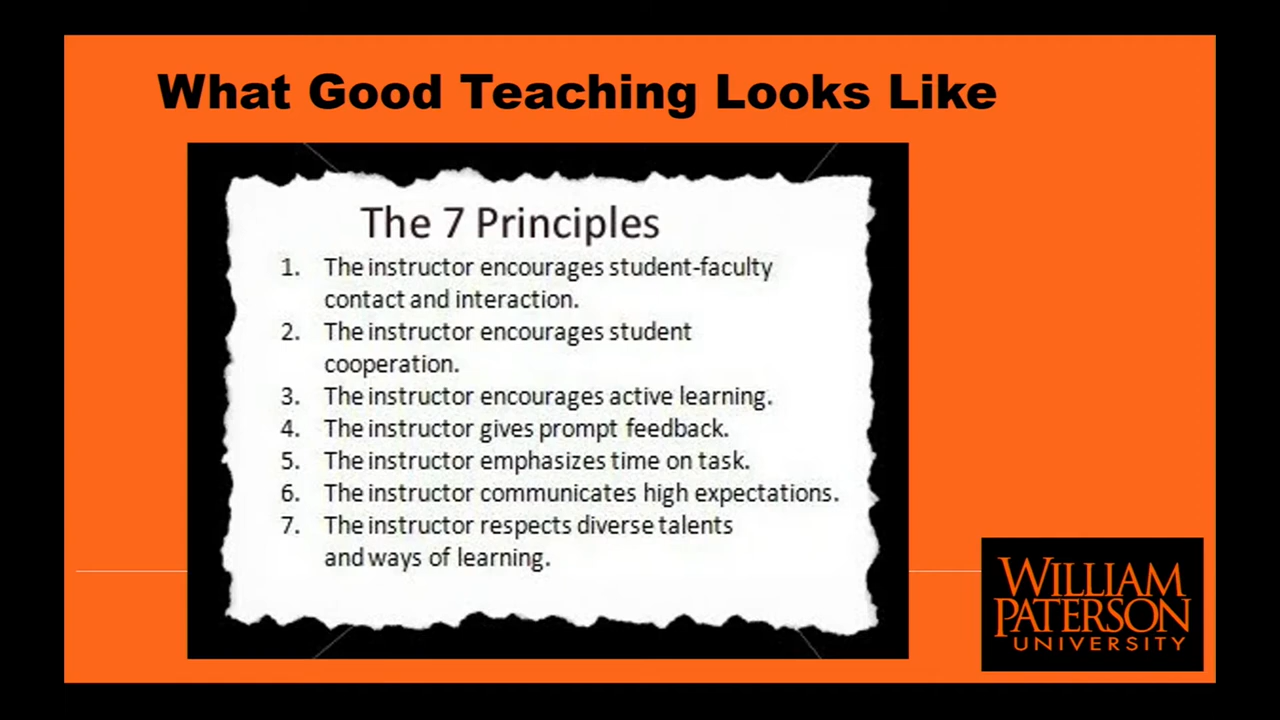 What Good Teaching Looks Like
The 7 Principles
1. The instructor encourages student-faculty
contact and interaction.
2. The instructor encourages student
cooperation.
3. The instructor encourages active learning.
4. The instructor gives prompt feedback.
5. The instructor emphasizes time on task.
6. The instructor communicates high expectations.
7. The instructor respects diverse talents
and ways of learning.
WILLIAM
PATERSON
UNIVERSITY